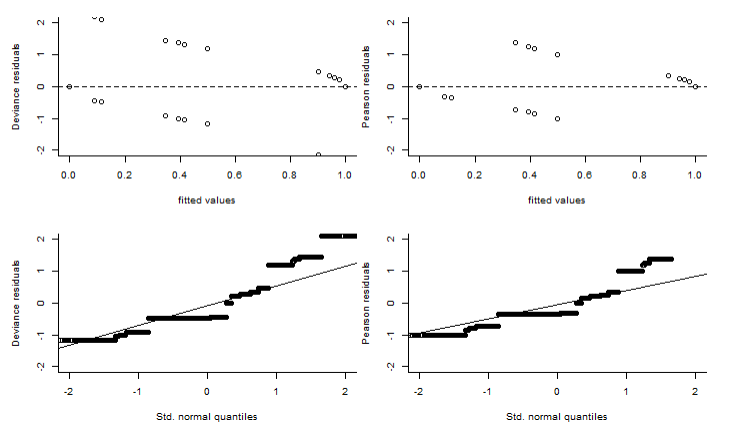 Deviance residuals
2
1
0
-1
-2
0.0 0.2 0.4 0.6 0.8 1.0
fitted values
Pearson residuals
2
1
0
-1
-2
0.0 0.2 0.4 0.6 0.8 1.0
fitted values
Deviance residuals
2
1
0
-1
-2
-2 -1 0 1 2
Std. normal quantiles
Pearson residuals
2
1
0
-1
-2
-2 -1 0 1 2
Std. normal quantiles